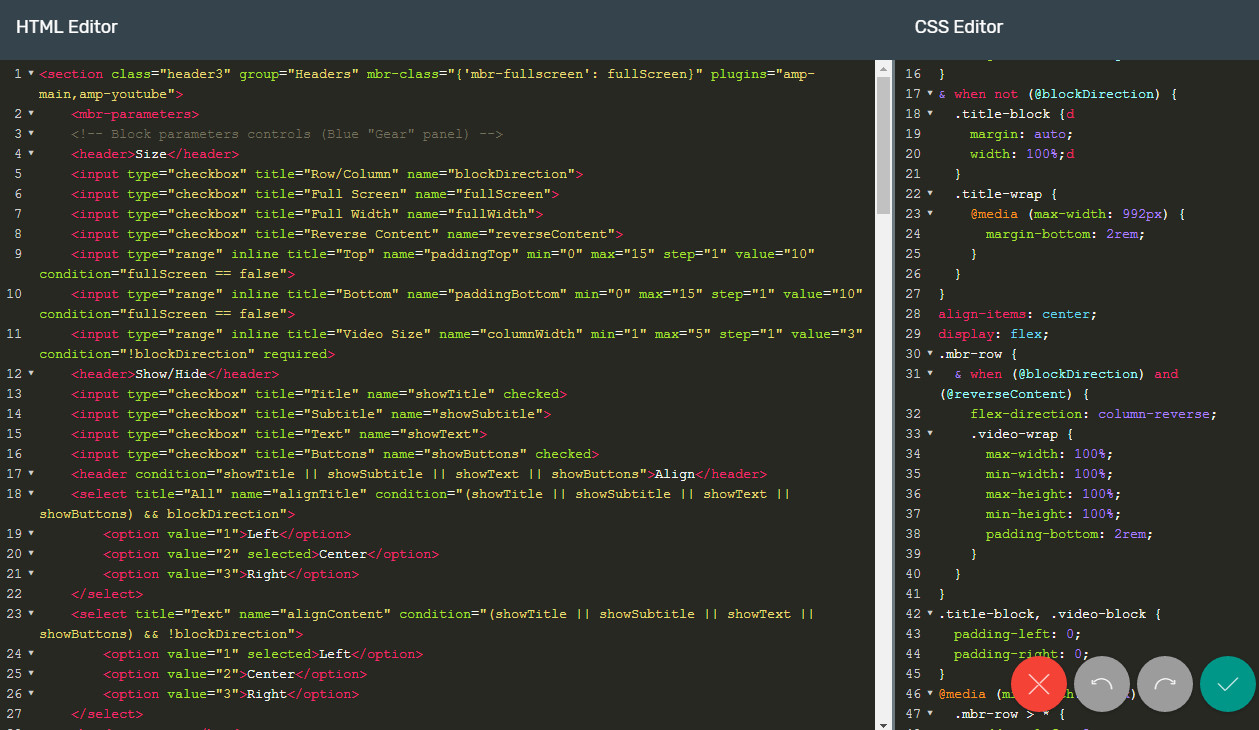 HTML Editor
1 <section class="header3" group="Headers" mbr-class="{'mbr-fullscreen': fullScreen}" plugins="amp-
main,amp-youtube">
2 <mbr-parameters>
3 <!-- Block parameters controls (Blue "Gear" panel) -->
4 <header>Size</header>
5 <input type="checkbox" title="Row/Column" name="blockDirection">
6 <input type="checkbox" title="Full Screen" name="fullScreen">
7 <input type="checkbox" title="Full Width" name="fullWidth">
8 <input type="checkbox" title="Reverse Content" name="reverseContent">
9 <input type="range" inline title="Top" name="paddingTop" min="0" max="15" step="1" value="10"
condition="fullScreen == false">
10 <input type="range" inline title="Bottom" name="paddingBottom" min="0" max="15" step="1" value="10"
condition="fullScreen == false">
11 <input type="range" inline title="Video Size" name="columnWidth" min="1" max="5" step="1" value="3"
condition="!blockDirection" required>
12 <header>Show/Hide</header>
13 <input type="checkbox" title="Title" name="showTitle" checked>
14 <input type="checkbox" title="Subtitle" name="showSubtitle">
15 <input type="checkbox" title="Text" name="showText">
16 <input type="checkbox" title="Buttons" name="showButtons" checked>
17 <header condition="showTitle || showSubtitle || showText || showButtons">Align</header>
18 <select title="All" name="alignTitle" condition="(showTitle || showSubtitle || showText ||
showButtons) && blockDirection">
19 <option value="1">Left</option>
20 <option value="2" selected>Center</option>
21 <option value="3">Right</option>
22 </select>
23 <select title="Text" name="alignContent" condition="(showTitle || showSubtitle || showText ||
showButtons) && !blockDirection">
24 <option value="1" selected>Left</option>
25 <option value="2">Center</option>
26 <option value="3">Right</option>
27 </select>
CSS Editor
16 }
17 & when not (@blockDirection) {
18 .title-block {d
19 margin: auto;
20 width: 100%;d
21 }
22 .title-wrap {
23 @media (max-width: 992px) {
24 margin-bottom: 2rem;
25 }
26 }
27 }
28 align-items: center;
29 display: flex;
30 .mbr-row {
31 & when (@blockDirection) and
(@reverseContent) {
32 flex-direction: column-reverse;
33 .video-wrap {
34 max-width: 100%;
35 min-width: 100%;
36 max-height: 100%;
37 min-height: 100%;
38 padding-bottom: 2rem;
39 }
40 }
41 }
42 .title-block, .video-block {
43 padding-left: 0;
44 padding-right: 0;
45 }
46 @media
47 .mbr-row > * {